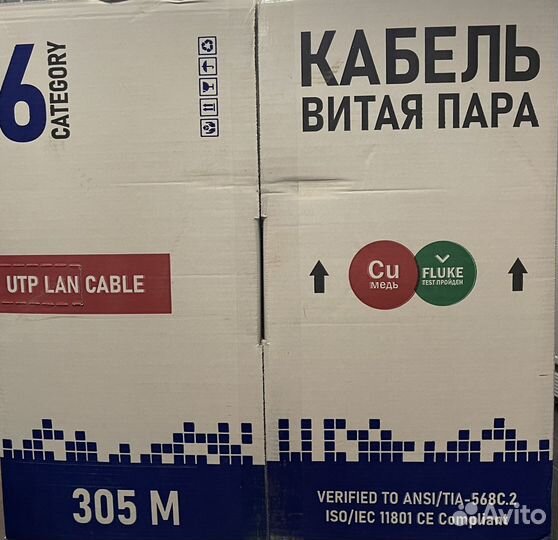 6
CATEGORY
UTP LAN CABLE
305 М
КАБЕЛЬ
ВИТАЯ ПАРА
Cu
МЕДЬ
FLUKE
TEST ПРОЙДЕН
VERIFIED TO ANSI/TIA-568C.2
ISO/IEC 11801 CE Compliant
Avito